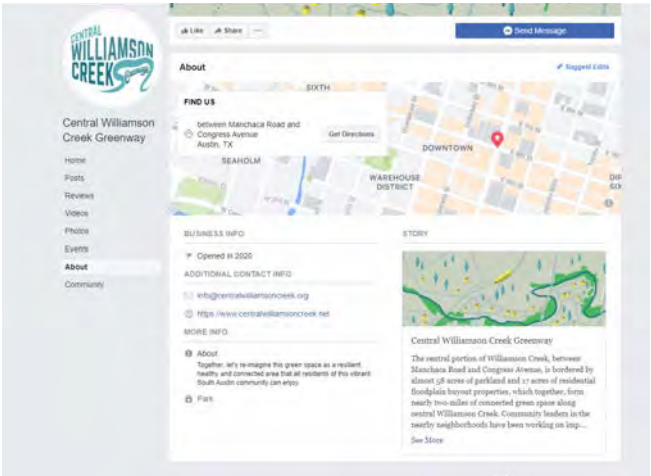 CENTRAL
WILLIAMSON
CREEK
Like
Share
Send Message
About
Suggest Edits
SIXTH
FIND US
between Manchaca Road and
Congress Avenue
Austin, TX
Get Directions
SEAHOLM
DOWNTOWN
WAREHOUSE
DISTRICT
Central Williamson
Creek Greenway
Home
Posts
Reviews
Videos
Photos
Events
About
Community
BUSINESS INFO
Opened in 2020
ADDITIONAL CONTACT INFO
info@centralwilliamsoncreek.org
https://www.centralwilliamsoncreek.net
MORE INFO
About
Together, let's re-imagine this green space as a resilient
healthy, and connected area that all residents of this vibrant
South Austin community can enjoy.
Park
STORY
Central Williamson Creek Greenway
The central portion of Williamson Creek, between
Manchaca Road and Congress Avenue, is bordered by
almost 58 acres of parkland and 17 acres of residential
floodplain buyout properties, which together, form
nearly two-miles of connected green space along
central Williamson Creek. Community leaders in the
nearby neighborhoods have been working on imp...
See More